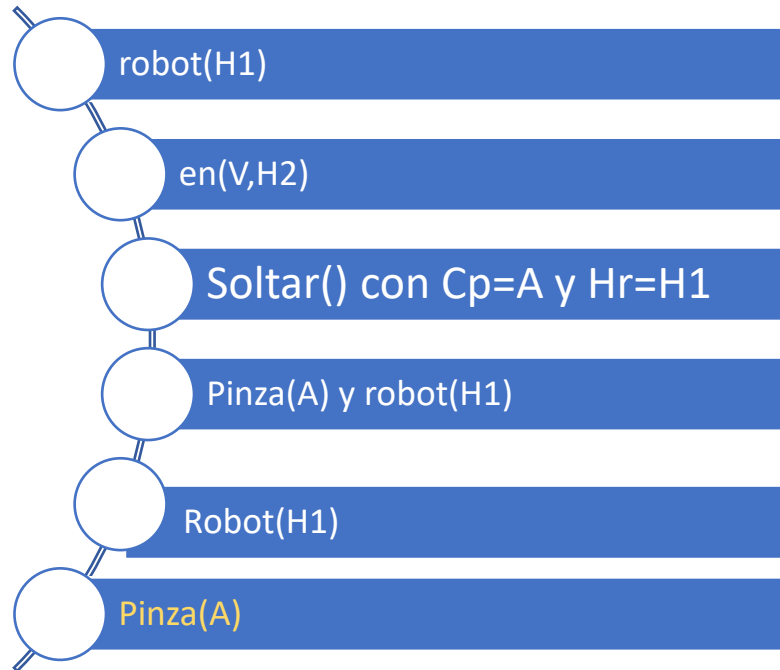 robot(H1)
en(V,H2)
Soltar() con Cp=A y Hr=H1
Pinza(A) y robot(H1)
Robot(H1)
Pinza(A)